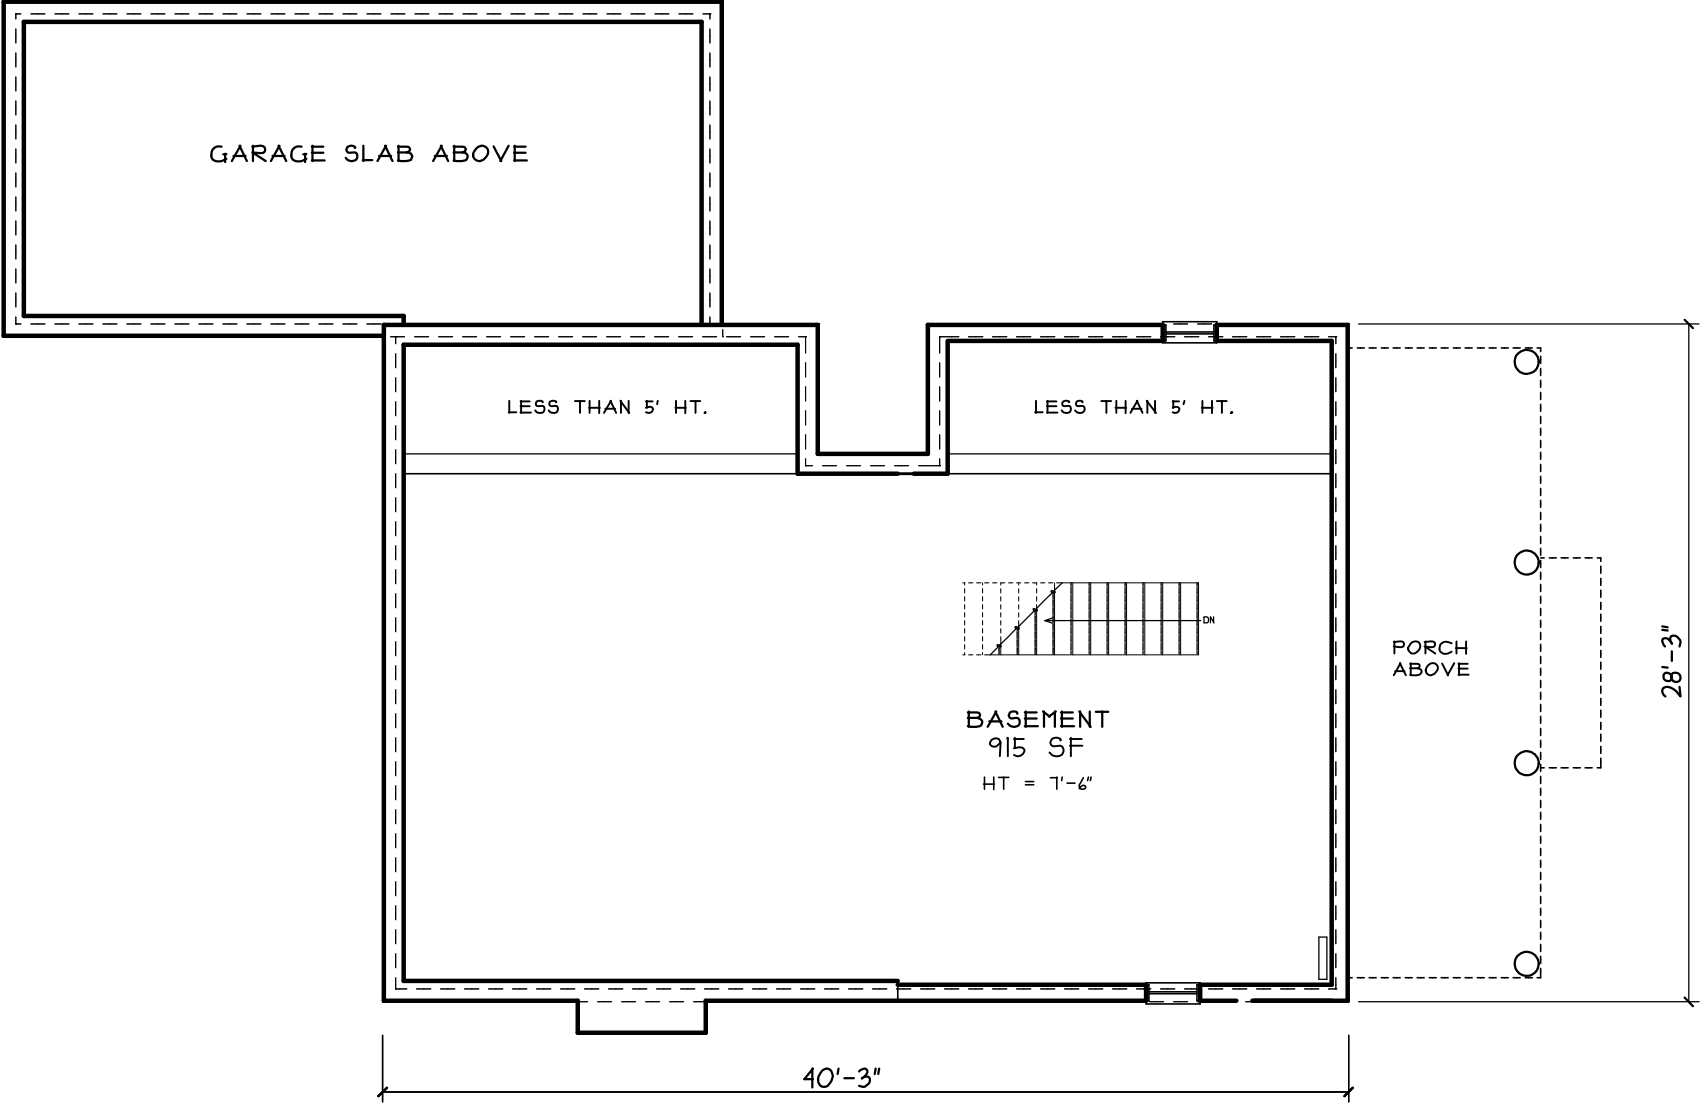 GARAGE SLAB ABOVE
LESS THAN 5' HT.
LESS THAN 5' HT.
DN
PORCH
ABOVE
28'-3"
BASEMENT
915 SF
HT = 7'-6"
40'-3"